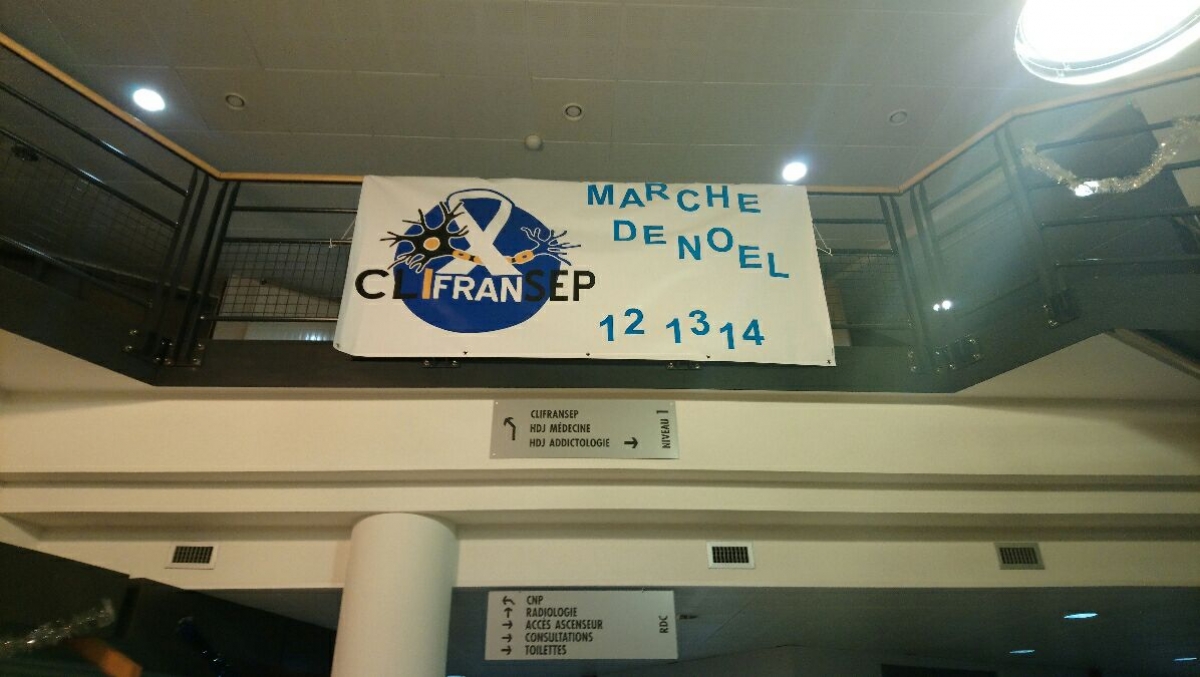 CLIFRANSEP
MARCHE
DE NOEL
12 13 14
CLIFRANSEP
HDJ MÉDECINE
HDJ ADDICTOLOGIE
NIVEAU 1
CNP
RADIOLOGIE
ACCÈS ASCENSEUR
CONSULTATIONS
TOILETTES
RDC